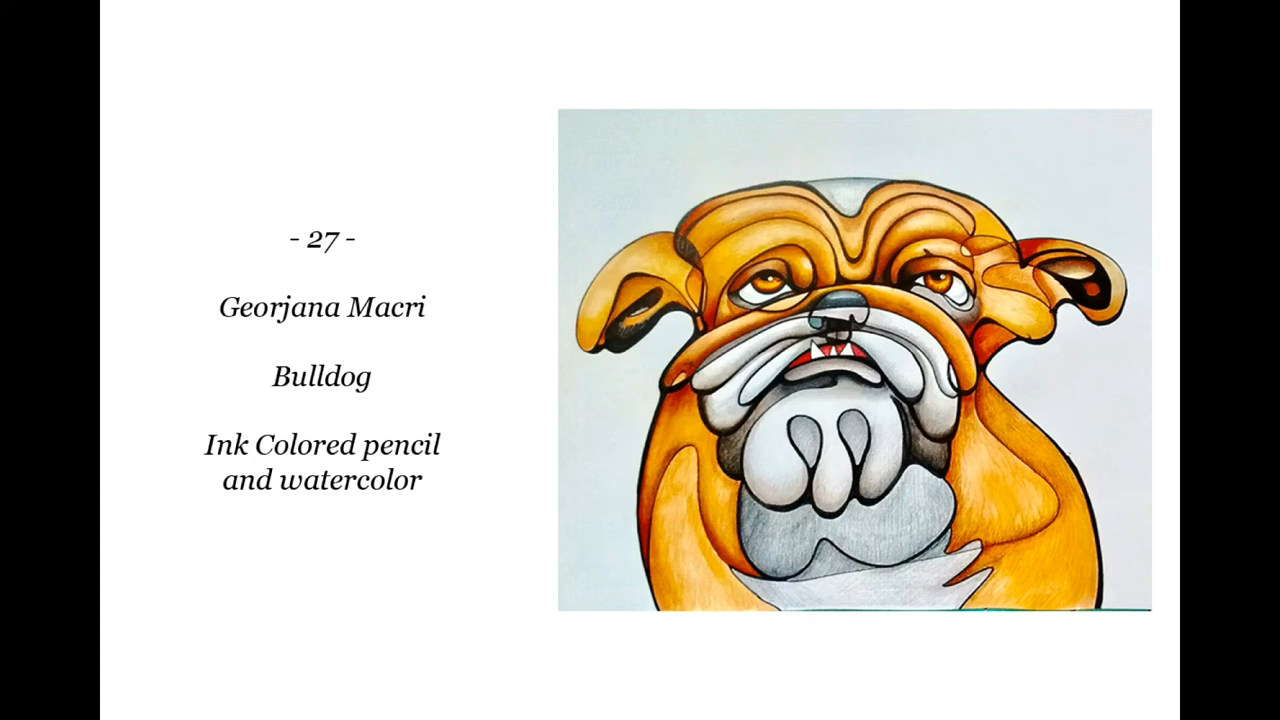 - 27 -
Georjana Macri
Bulldog
Ink Colored pencil
and watercolor